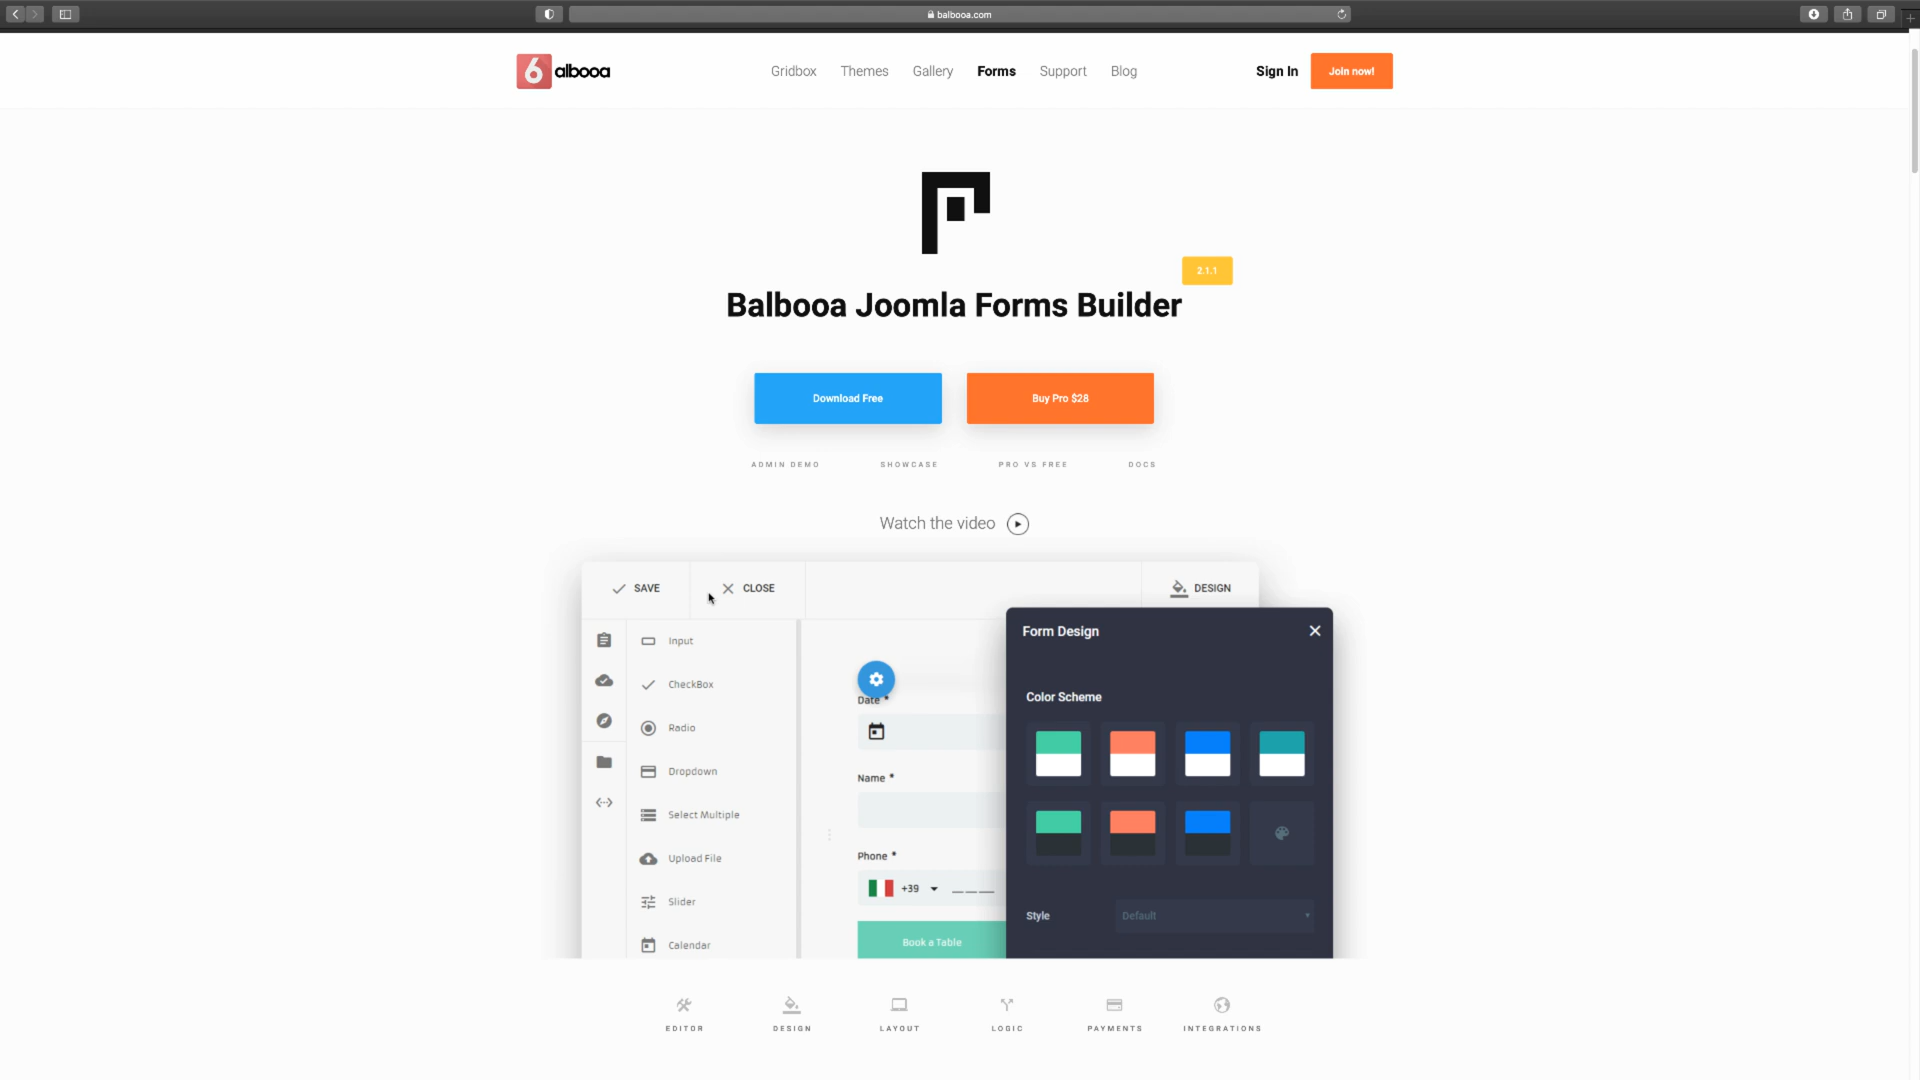 balbooa.com
6 albooa
Gridbox Themes Gallery Forms Support Blog
Sign In Join now!
2.1.1
Balbooa Joomla Forms Builder
Download Free Buy Pro $28
ADMIN DEMO SHOWCASE PRO VS FREE DOCS
Watch the video
SAVE CLOSE DESIGN
Input
CheckBox
Radio
Dropdown
Select Multiple
Upload File
Slider
Calendar
Date *
Name *
Phone *
+39
Book a Table
Form Design
Color Scheme
Style Default
EDITOR DESIGN LAYOUT LOGIC PAYMENTS INTEGRATIONS